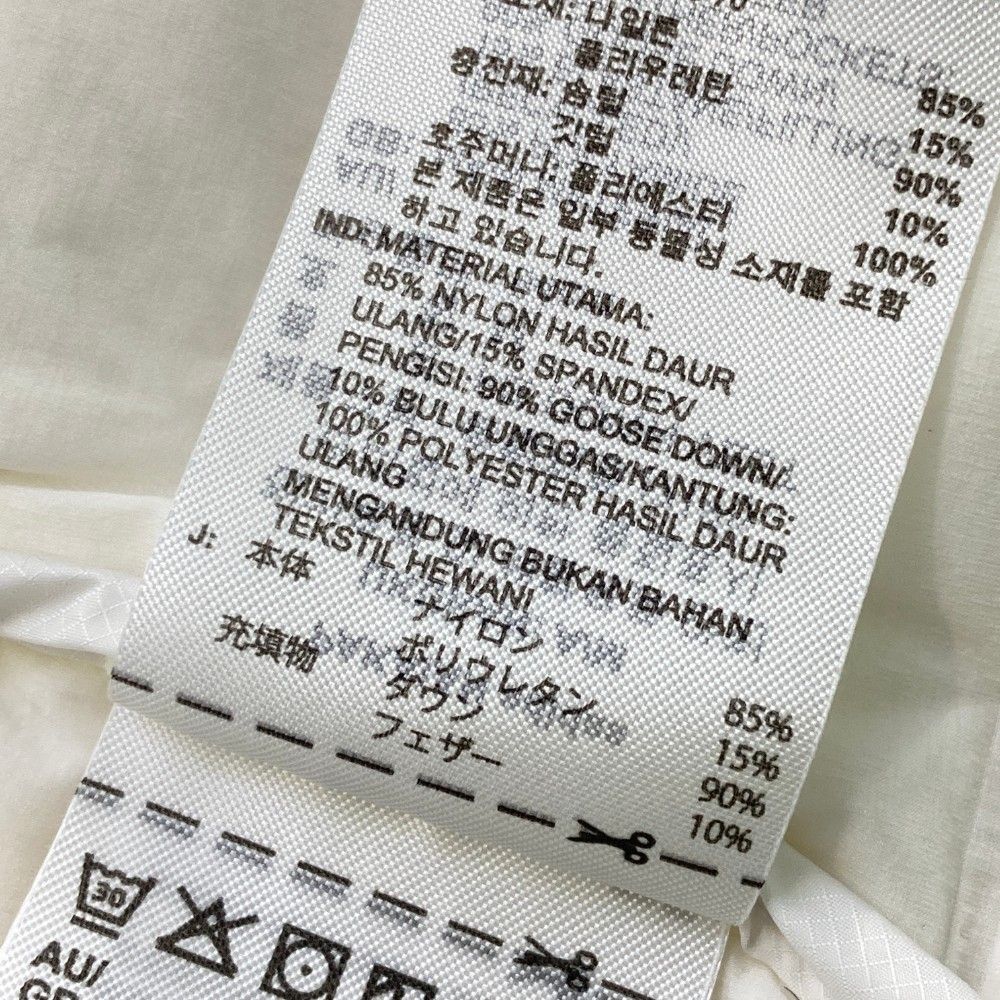 %
소재: 나일론
폴리우레탄 85%
충전재: 솜털 15%
깃털 90%
10%
호주머니: 폴리에스터 100%
본 제품은 일부 동물성 소재를 포함
하고 있습니다.
IND: MATERIAL UTAMA:
85% NYLON HASIL DAUR
ULANG/15% SPANDEX/
PENGISI: 90% GOOSE DOWN/
10% BULU UNGGAS/KANTUNG:
100% POLYESTER HASIL DAUR
ULANG
MENGANDUNG BUKAN BAHAN
TEKSTIL HEWANI
J: 本体 ナイロン 85%
ポリウレタン 15%
充填物 ダウン 90%
フェザー 10%
30
AU/